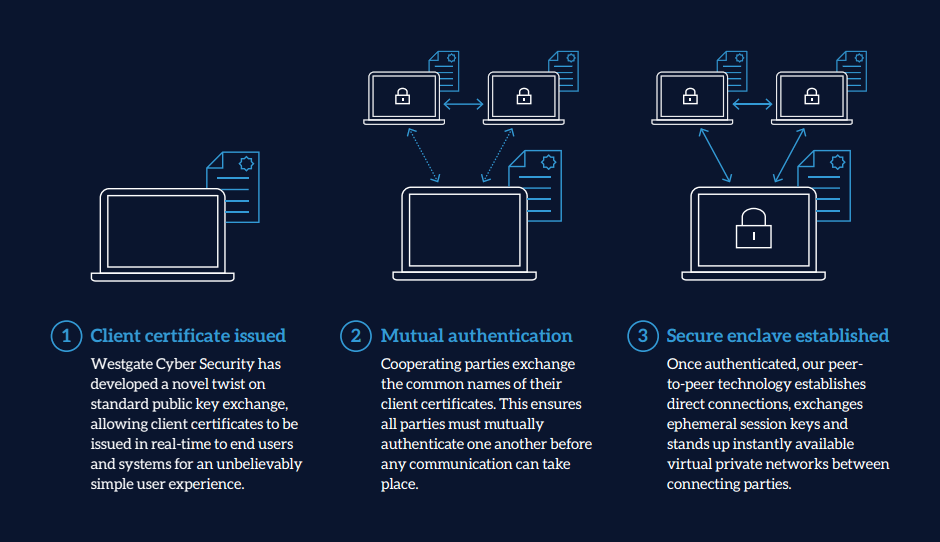 1 Client certificate issued
Westgate Cyber Security has
developed a novel twist on
standard public key exchange,
allowing client certificates to be
issued in real-time to end users
and systems for an unbelievably
simple user experience.
2 Mutual authentication
Cooperating parties exchange
the common names of their
client certificates. This ensures
all parties must mutually
authenticate one another before
any communication can take
place.
3 Secure enclave established
Once authenticated, our peer-
to-peer technology establishes
direct connections, exchanges
ephemeral session keys and
stands up instantly available
virtual private networks between
connecting parties.